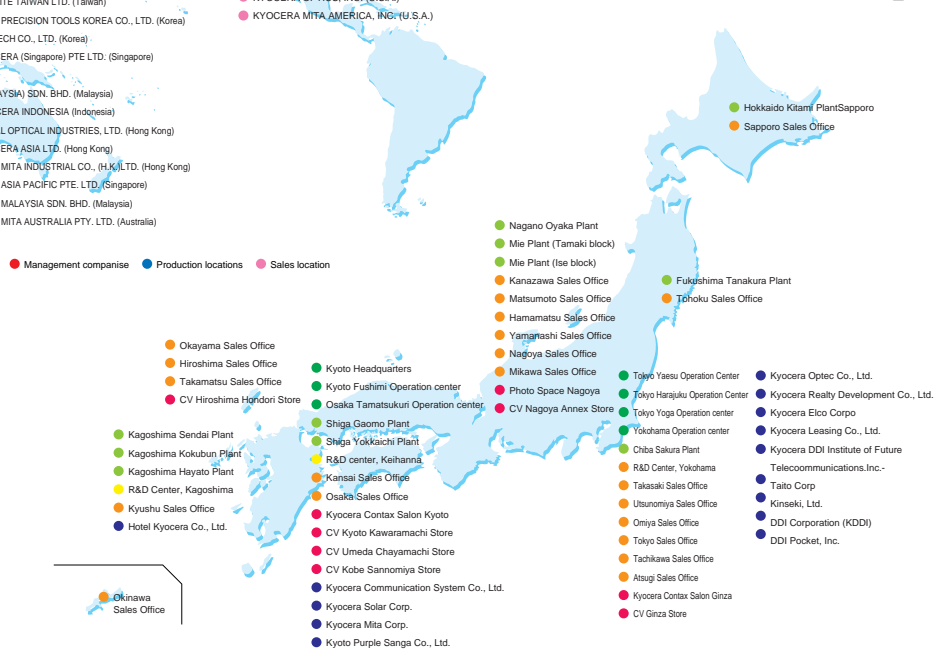 PRECISION TOOLS KOREA CO., LTD. (Korea)
KYOCERA MITA AMERICA, INC. (U.S.A.)
TECH CO., LTD. (Korea)
ERA (Singapore) PTE LTD. (Singapore)
AYSIA) SDN. BHD. (Malaysia)
CERA INDONESIA (Indonesia)
L OPTICAL INDUSTRIES, LTD. (Hong Kong)
ERA ASIA LTD. (Hong Kong)
MITA INDUSTRIAL CO., (H.K.)LTD. (Hong Kong)
ASIA PACIFIC PTE. LTD. (Singapore)
MALAYSIA SDN. BHD. (Malaysia)
MITA AUSTRALIA PTY. LTD. (Australia)
Management companise
Production locations
Sales location
Hokkaido Kitami PlantSapporo
Sapporo Sales Office
Nagano Oyaka Plant
Mie Plant (Tamaki block)
Mie Plant (Ise block)
Kanazawa Sales Office
Matsumoto Sales Office
Hamamatsu Sales Office
Yamanashi Sales Office
Nagoya Sales Office
Mikawa Sales Office
Photo Space Nagoya
CV Nagoya Annex Store
Fukushima Tanakura Plant
Tohoku Sales Office
Okayama Sales Office
Hiroshima Sales Office
Takamatsu Sales Office
CV Hiroshima Hondori Store
Kyoto Headquarters
Kyoto Fushimi Operation center
Osaka Tamatsukuri Operation center
Shiga Gaomo Plant
Shiga Yokkaichi Plant
R&D center, Keihanna
Kansai Sales Office
Osaka Sales Office
Kyocera Contax Salon Kyoto
CV Kyoto Kawaramachi Store
CV Umeda Chayamachi Store
CV Kobe Sannomiya Store
Kyocera Communication System Co., Ltd.
Kyocera Solar Corp.
Kyocera Mita Corp.
Kyoto Purple Sanga Co., Ltd.
Kagoshima Sendai Plant
Kagoshima Kokubun Plant
Kagoshima Hayato Plant
R&D Center, Kagoshima
Kyushu Sales Office
Hotel Kyocera Co., Ltd.
Okinawa
Sales Office
Tokyo Yaesu Operation Center
Tokyo Harajuku Operation Center
Tokyo Yoga Operation center
Yokohama Operation center
Chiba Sakura Plant
R&D Center, Yokohama
Takasaki Sales Office
Utsunomiya Sales Office
Omiya Sales Office
Tokyo Sales Office
Tachikawa Sales Office
Atsugi Sales Office
Kyocera Contax Salon Ginza
CV Ginza Store
Kyocera Optec Co., Ltd.
Kyocera Realty Development Co., Ltd.
Kyocera Elco Corpo
Kyocera Leasing Co., Ltd.
Kyocera DDI Institute of Future
Telecoommunications.Inc.-
Taito Corp
Kinseki, Ltd.
DDI Corporation (KDDI)
DDI Pocket, Inc.